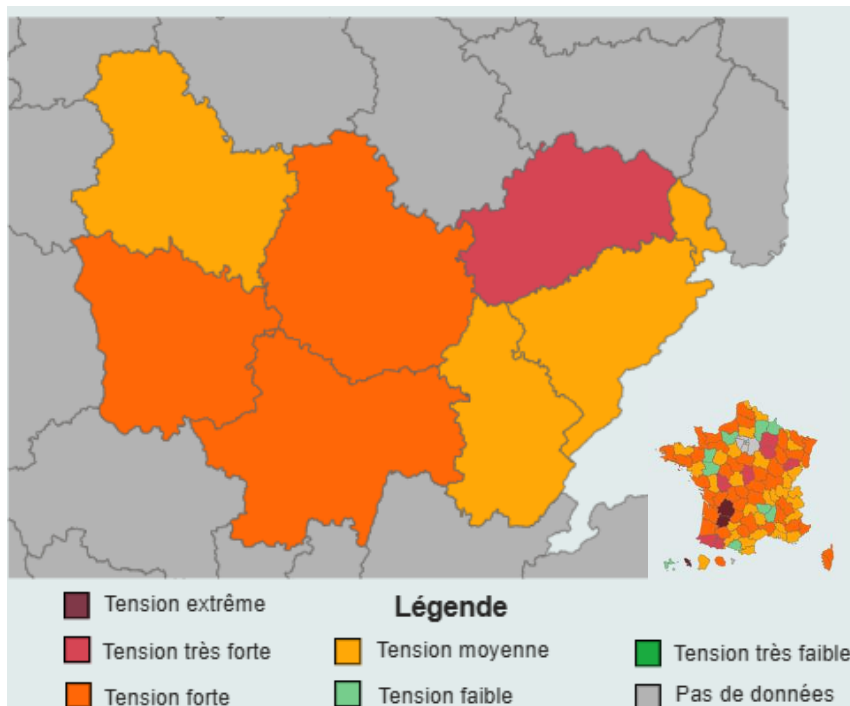 Tension extrême
Légende
Tension très forte
Tension moyenne
Tension très faible
Tension forte
Tension faible
Pas de données